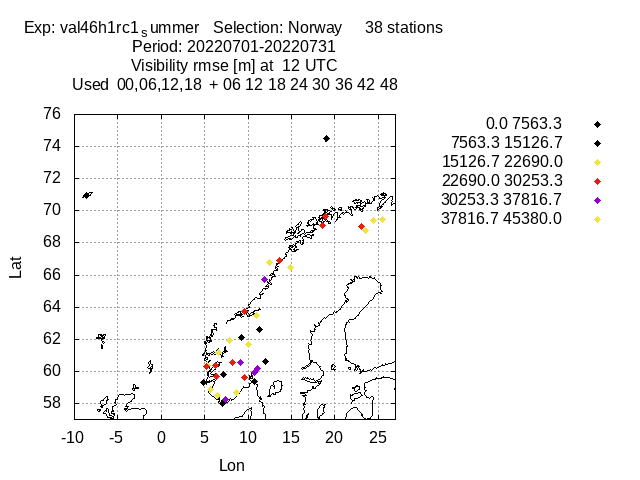 Exp: val46h1rc1summer Selection: Norway 38 stations
Period: 20220701-20220731
Visibility rmse [m] at 12 UTC
Used 00,06,12,18 + 06 12 18 24 30 36 42 48
0.0 7563.3
7563.3 15126.7
15126.7 22690.0
22690.0 30253.3
30253.3 37816.7
37816.7 45380.0
76
74
72
70
68
66
64
62
60
58
Lat
-10 -5 0 5 10 15 20 25
Lon